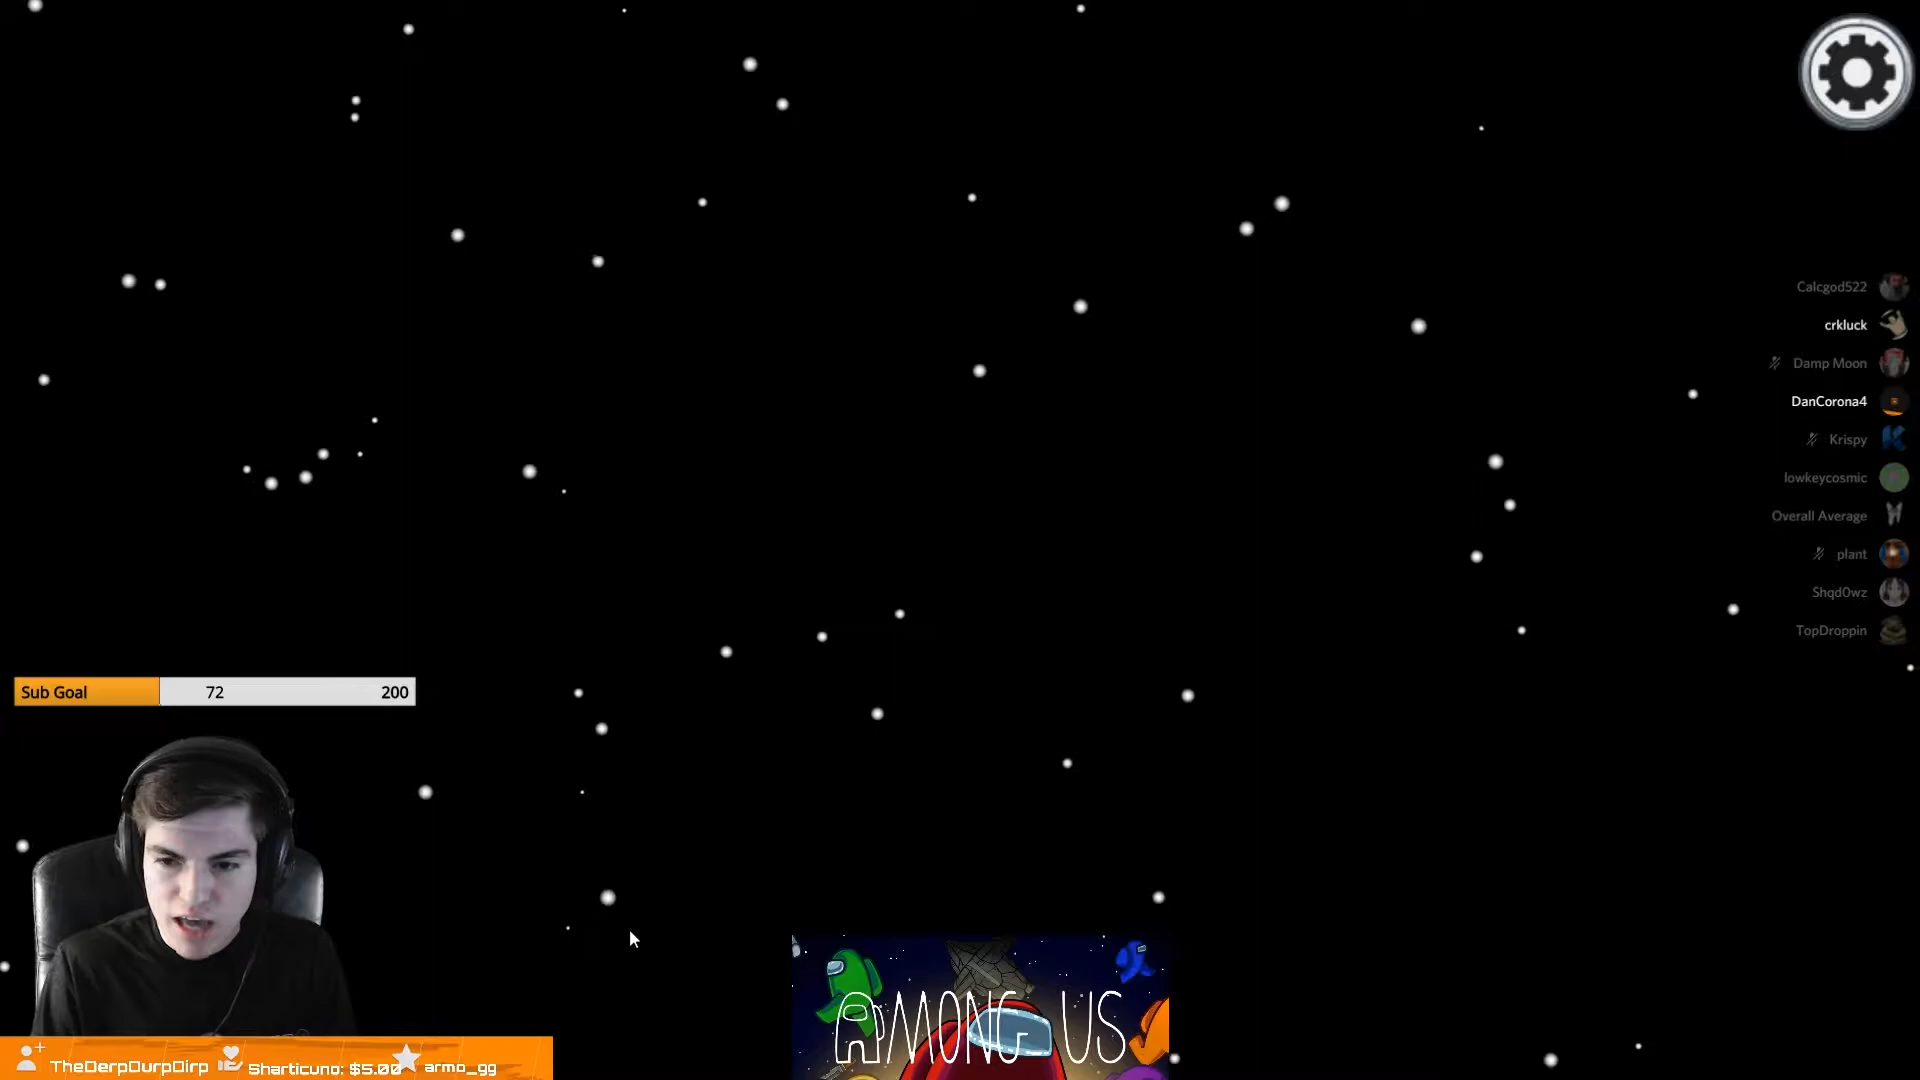 Calcgod522
crkluck
Damp Moon
DanCorona4
Krispy
lowkeycosmic
Overall Average
plant
Shqd0wz
TopDroppin
Sub Goal 72 200
AMONG US
TheDerpDurpDirp Sharticuno: $5.00 armo_gg